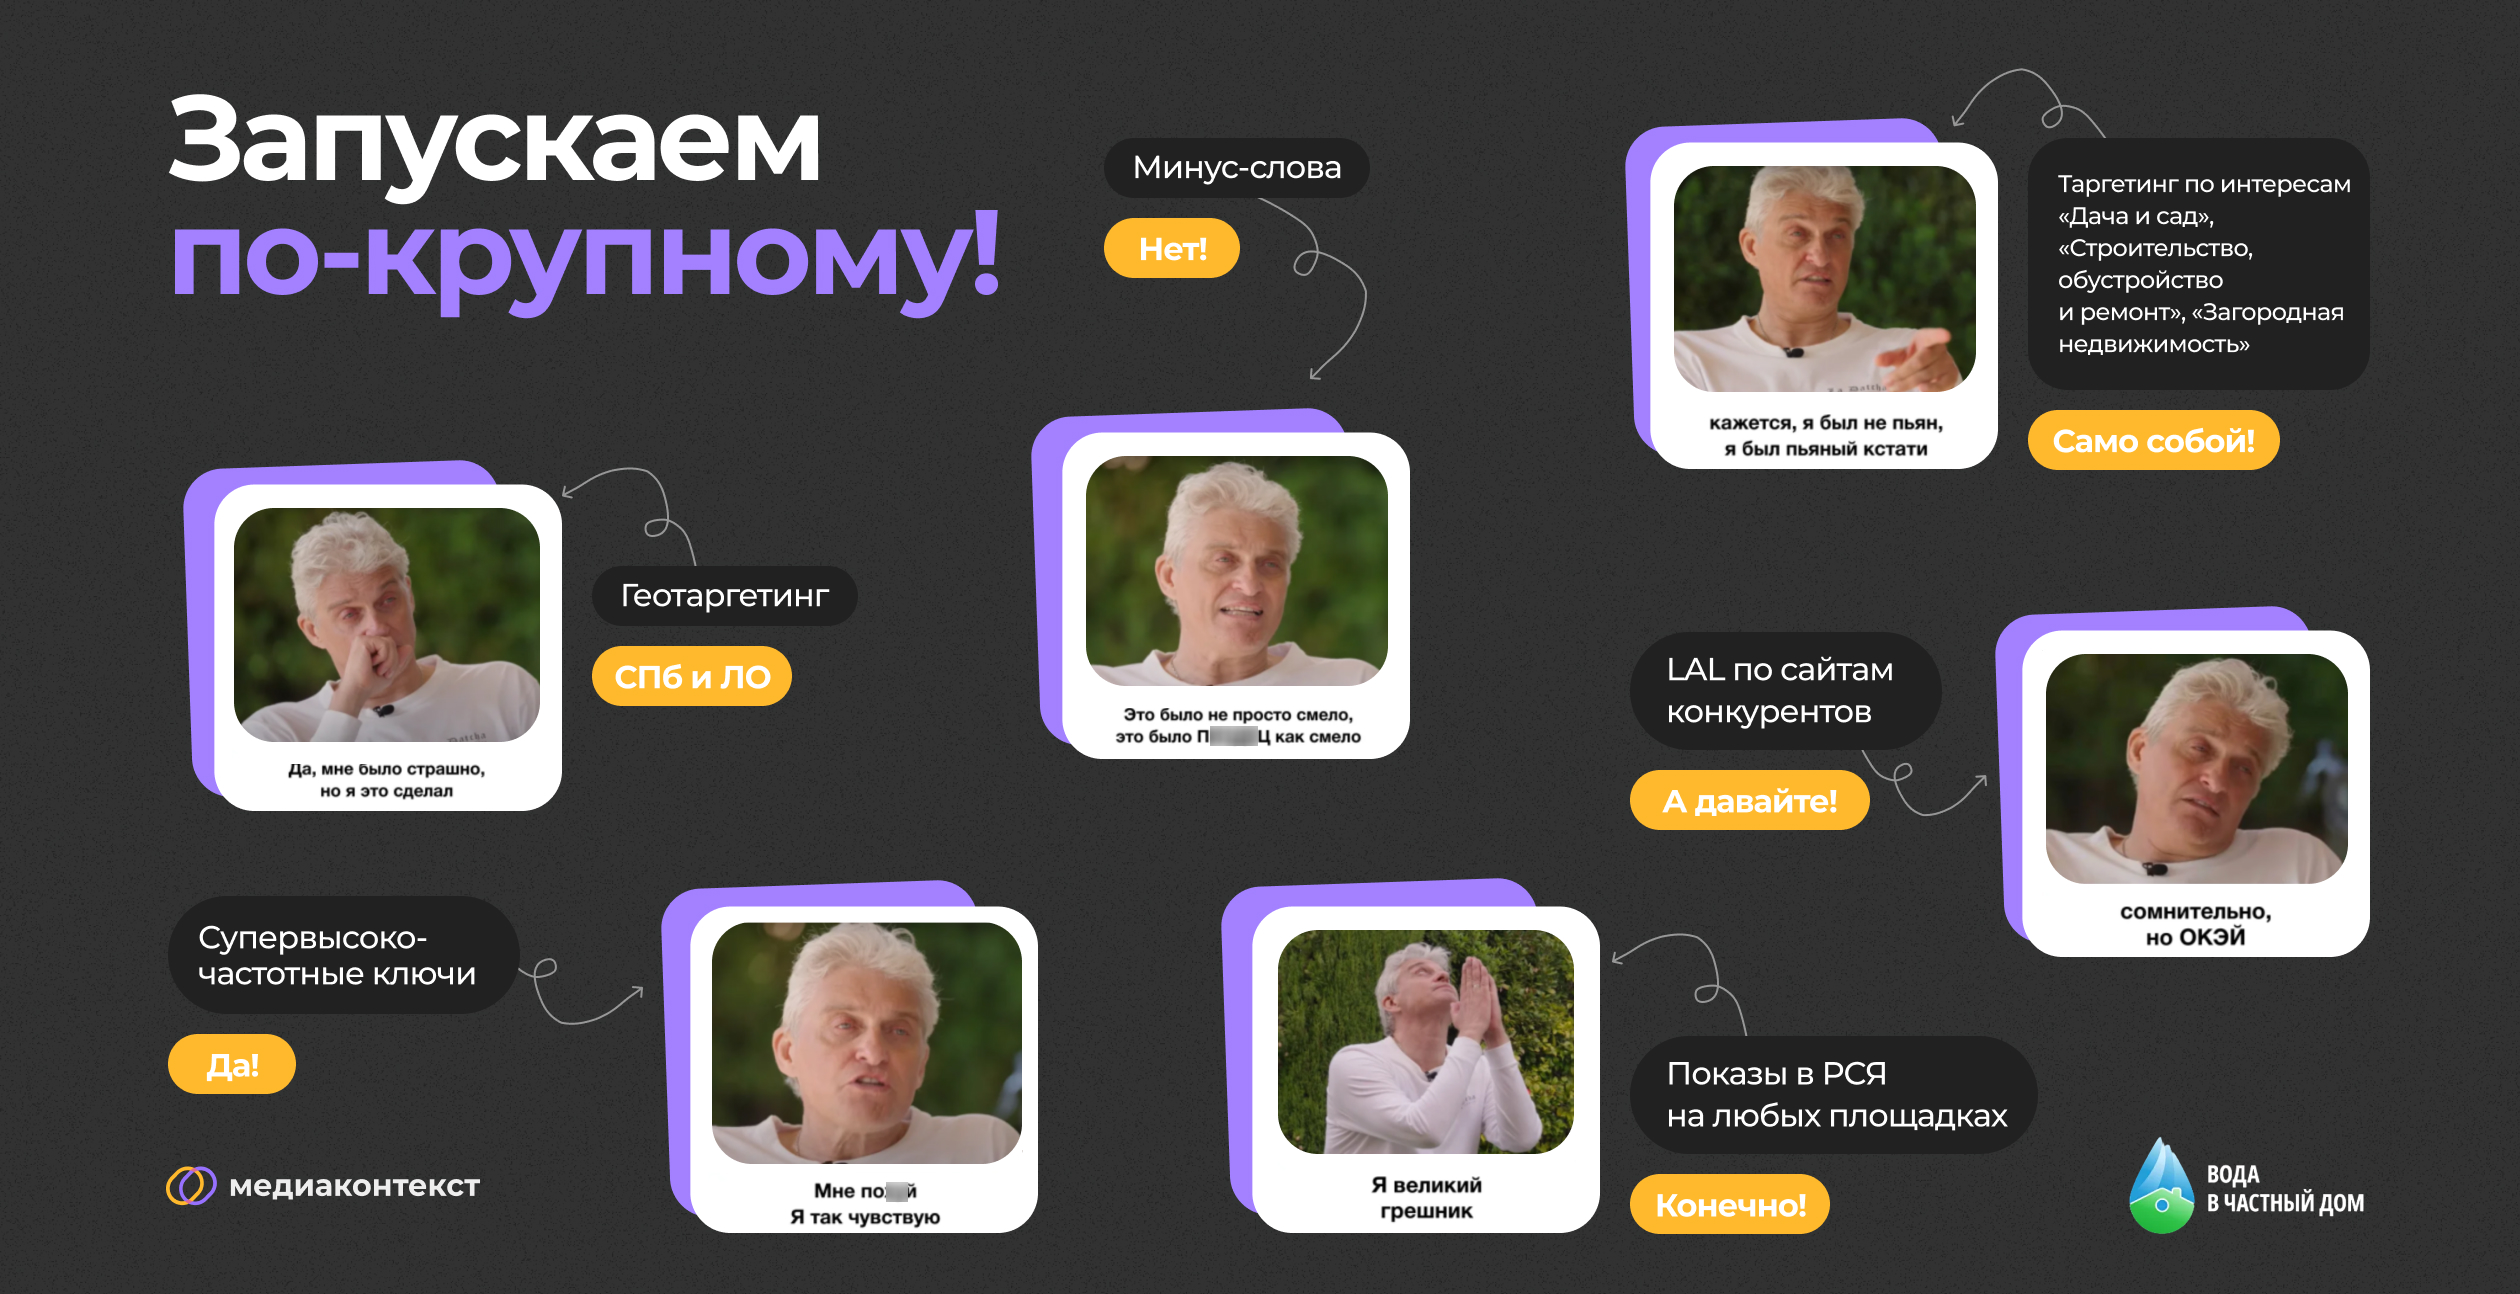 Запускаем
по-крупному!
Минус-слова
Нет!
Это было не просто смело,
это было П Ц как смело
Таргетинг по интересам
«Дача и сад»,
«Строительство,
обустройство
и ремонт», «Загородная
недвижимость»
Само собой!
кажется, я был не пьян,
я был пьяный кстати
Геотаргетинг
СПб и ЛО
Да, мне было страшно,
но я это сделал
LAL по сайтам
конкурентов
А давайте!
сомнительно,
но ОКЭЙ
Супервысоко-
частотные ключи
Да!
Мне по й
Я так чувствую
Показы в РСЯ
на любых площадках
Конечно!
Я великий
грешник
медиаконтекст
ВОДА
В ЧАСТНЫЙ ДОМ